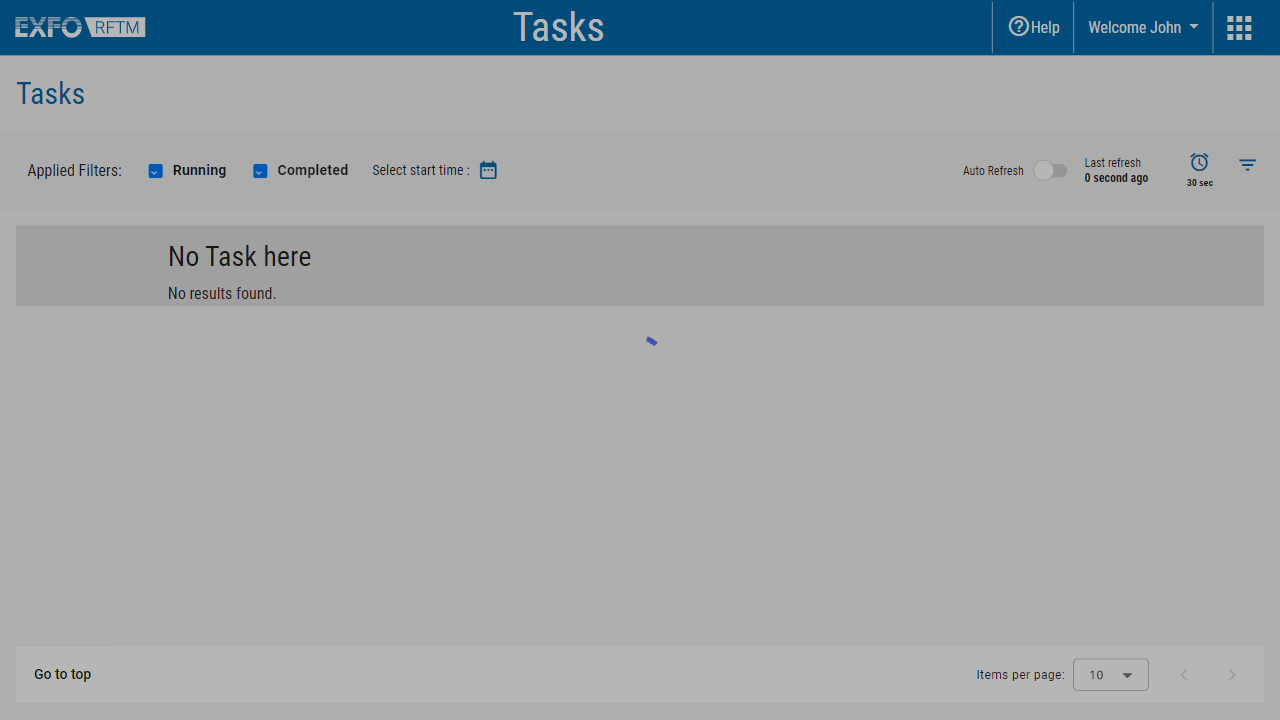 EXFO RFTM
Tasks
Help
Welcome John
Tasks
Applied Filters:
Running
Completed
Select start time :
Auto Refresh
Last refresh
0 second ago
30 sec
No Task here
No results found.
Go to top
Items per page:
10